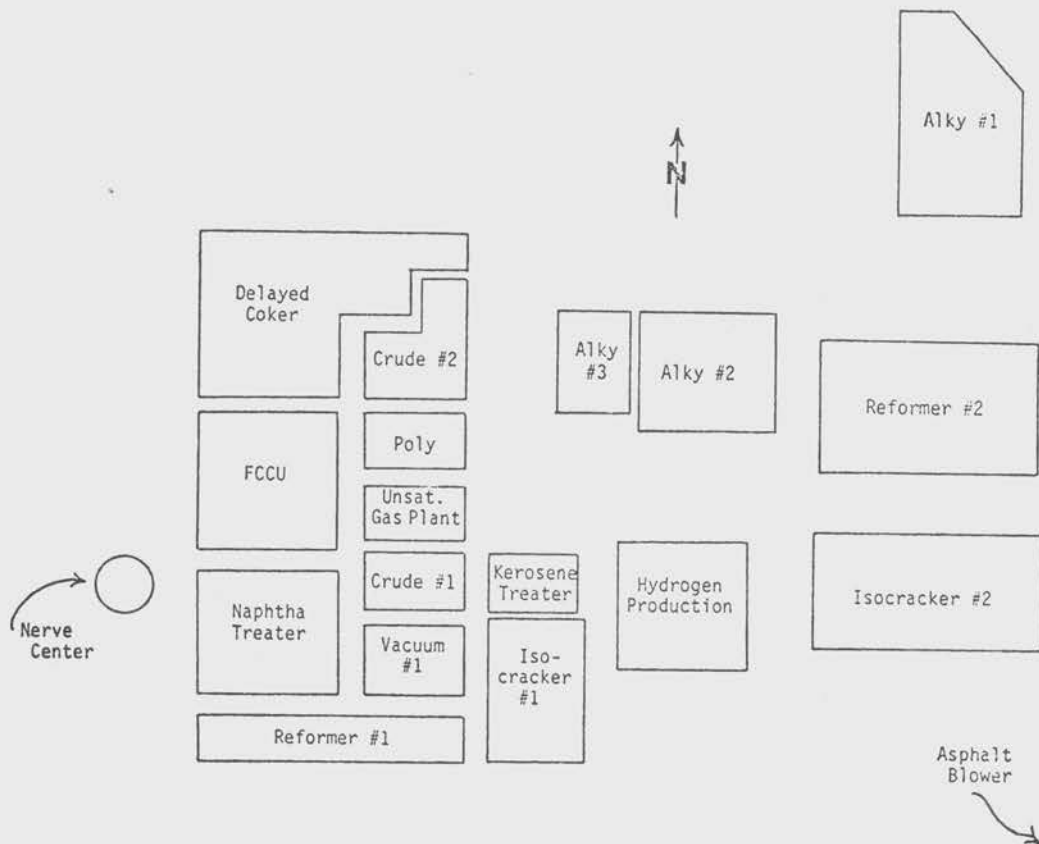 Alky #1
N
Delayed
Coker
Crude #2
Alky
#3
Alky #2
Reformer #2
FCCU
Poly
Unsat.
Gas Plant
Crude #1
Kerosene
Treater
Hydrogen
Production
Isocracker #2
Nerve
Center
Naphtha
Treater
Vacuum
#1
Iso-
cracker
#1
Reformer #1
Asphalt
Blower